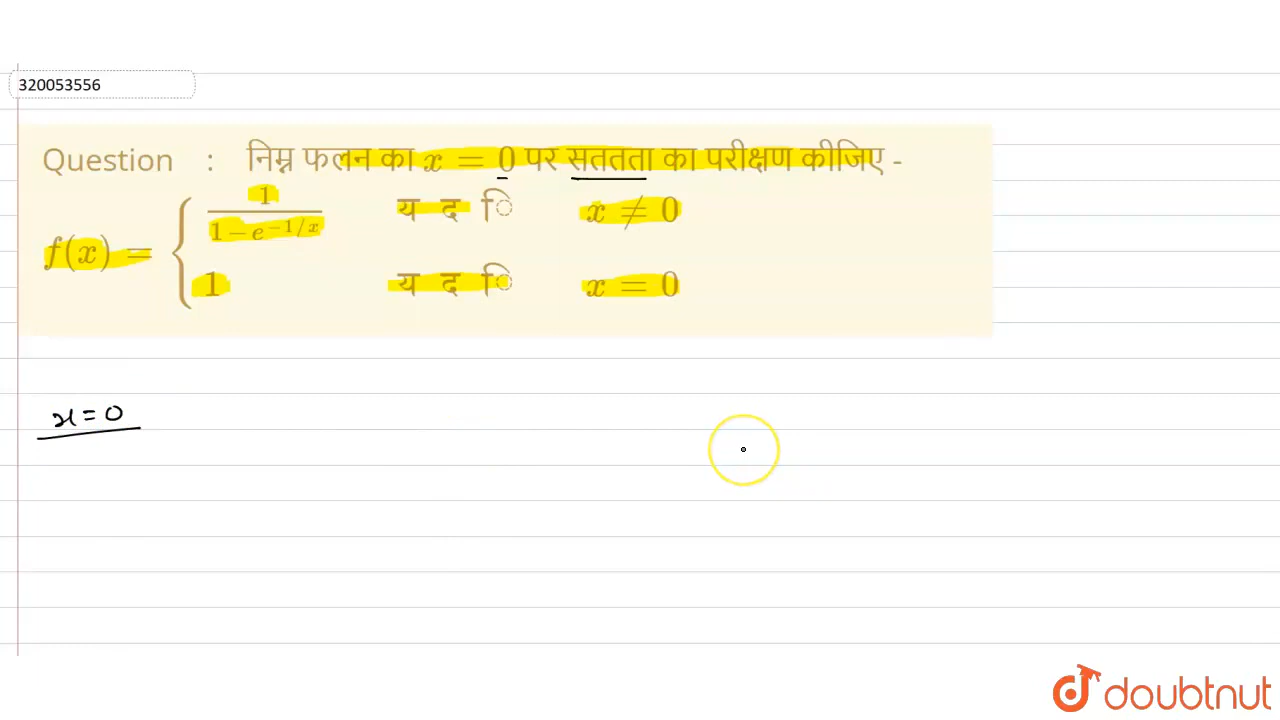 320053556
Question : निम्न फलन का x = 0 पर सततता का परीक्षण कीजिए -
f(x) = { 1/(1 − e^{−1/x}) य द ि x ≠ 0
1 य द ि x = 0
x = 0
doubtnut